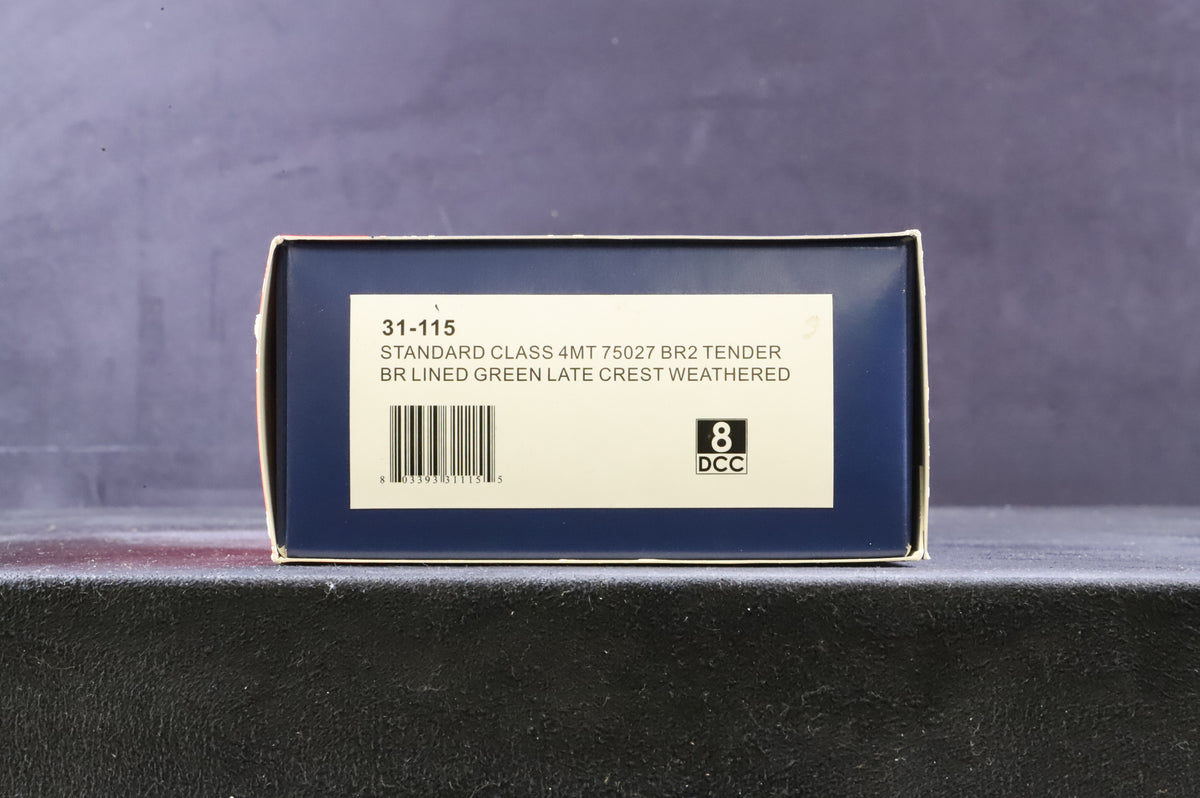 31-115
STANDARD CLASS 4MT 75027 BR2 TENDER
BR LINED GREEN LATE CREST WEATHERED
8 03393 31115 5
8
DCC